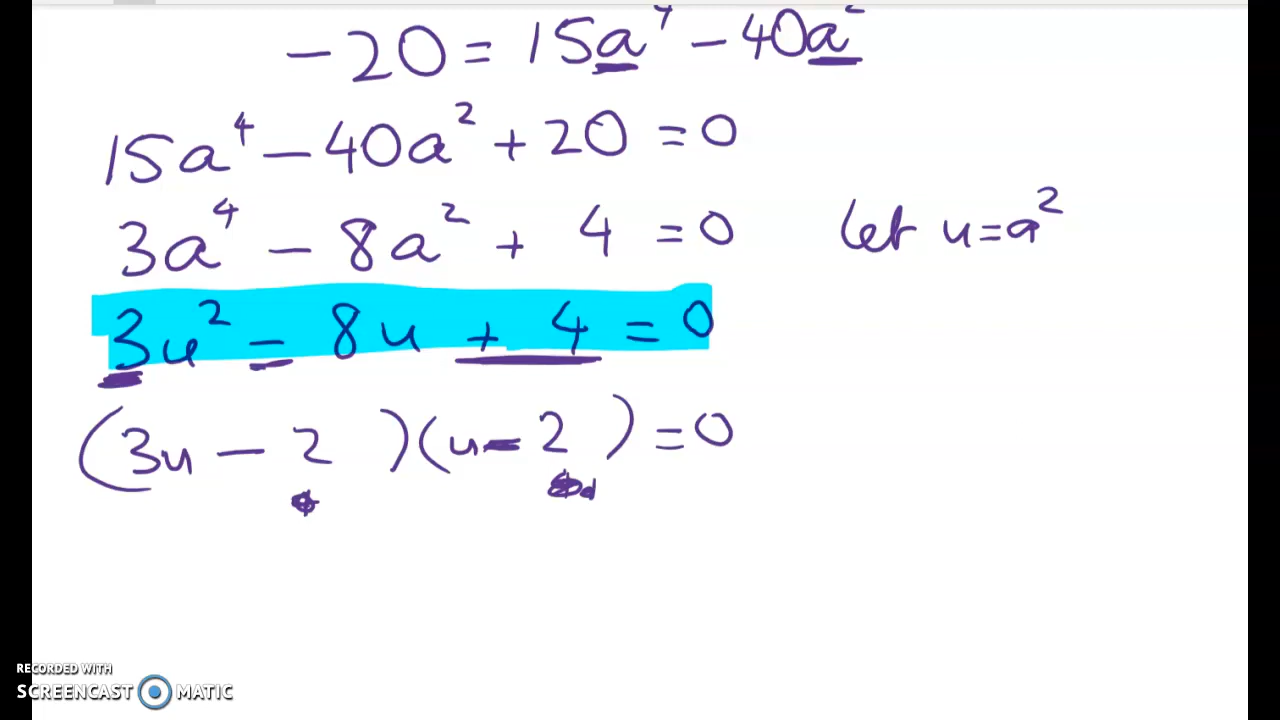 -20 = 15a⁴ - 40a²
15a⁴ - 40a² + 20 = 0
3a⁴ - 8a² + 4 = 0 let u=a²
3u² - 8u + 4 = 0
(3u - 2 )(u - 2 ) = 0
RECORDED WITH
SCREENCAST MATIC